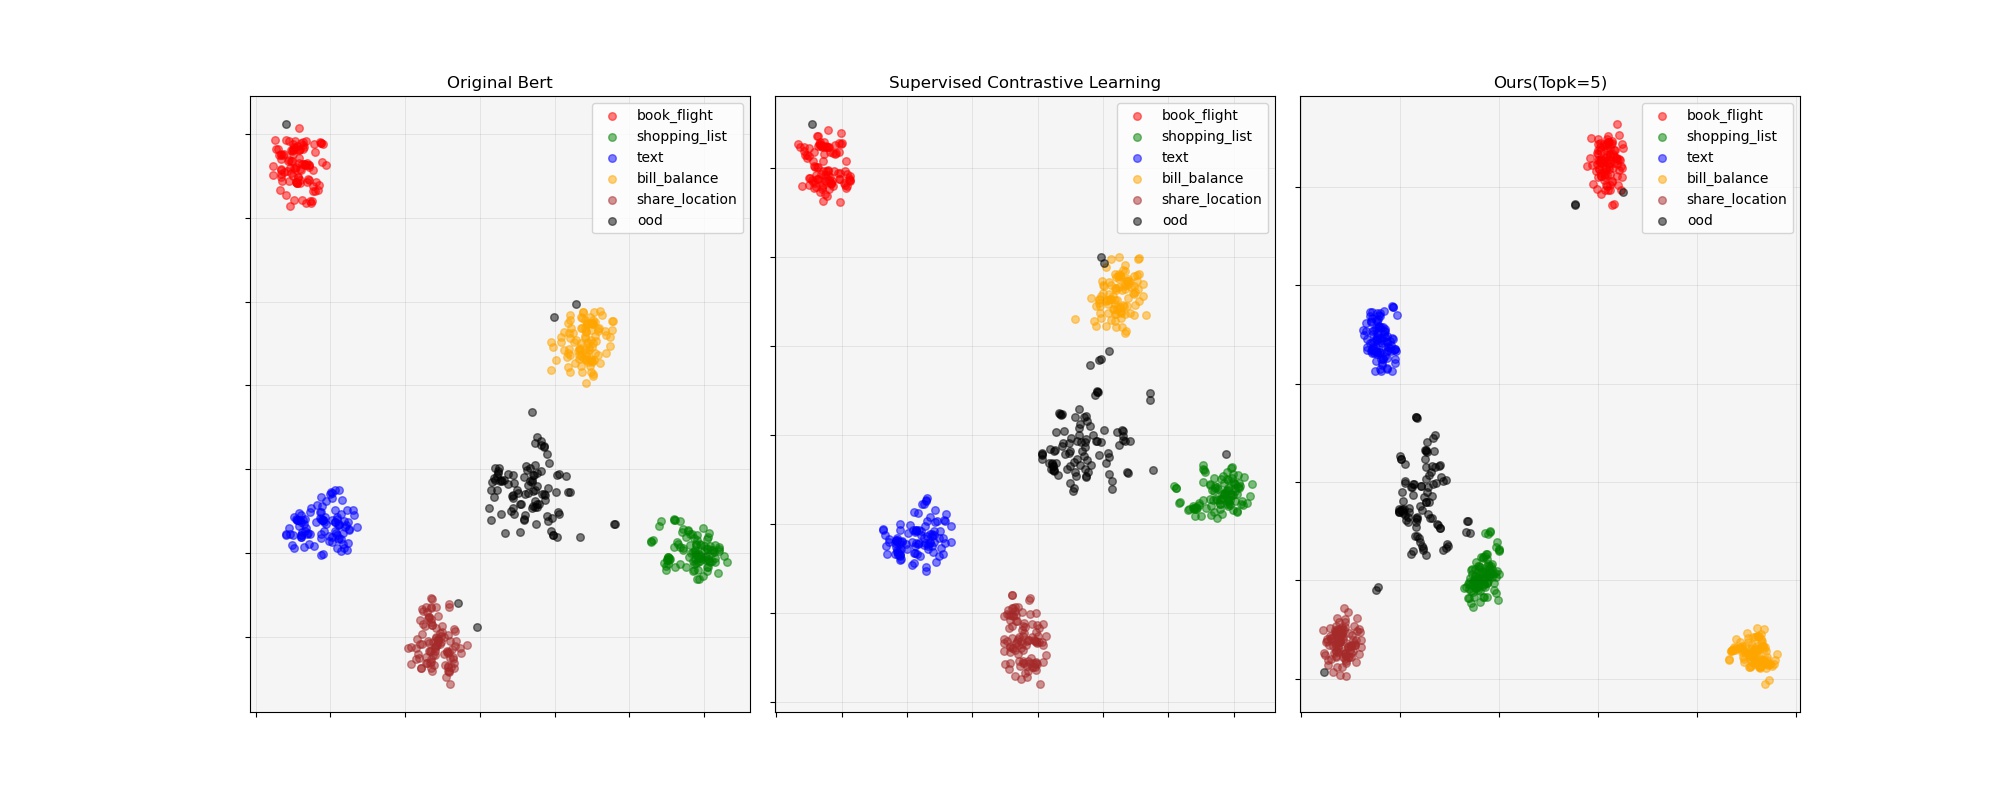 Original Bert
book_flight
shopping_list
text
bill_balance
share_location
ood
Supervised Contrastive Learning
book_flight
shopping_list
text
bill_balance
share_location
ood
Ours(Topk=5)
book_flight
shopping_list
text
bill_balance
share_location
ood